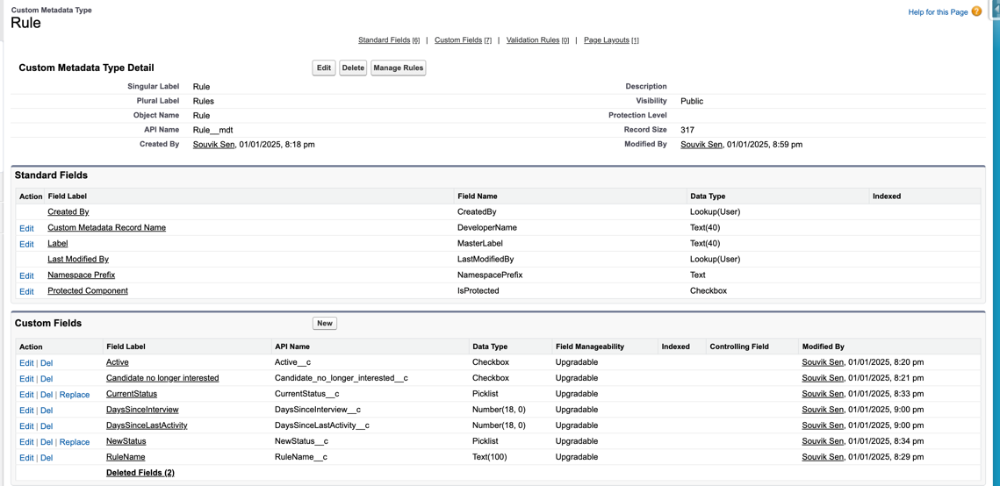 Custom Metadata Type
Rule
Help for this Page ?
Standard Fields [6] | Custom Fields [7] | Validation Rules [0] | Page Layouts [1]
Custom Metadata Type Detail Edit Delete Manage Rules
Singular Label Rule Description
Plural Label Rules Visibility Public
Object Name Rule Protection Level
API Name Rule__mdt Record Size 317
Created By Souvik Sen, 01/01/2025, 8:18 pm Modified By Souvik Sen, 01/01/2025, 8:59 pm
Standard Fields
Action Field Label Field Name Data Type Indexed
Created By CreatedBy Lookup(User)
Edit Custom Metadata Record Name DeveloperName Text(40)
Edit Label MasterLabel Text(40)
Last Modified By LastModifiedBy Lookup(User)
Edit Namespace Prefix NamespacePrefix Text
Edit Protected Component IsProtected Checkbox
Custom Fields New
Action Field Label API Name Data Type Field Manageability Indexed Controlling Field Modified By
Edit | Del Active Active__c Checkbox Upgradable Souvik Sen, 01/01/2025, 8:20 pm
Edit | Del Candidate no longer interested Candidate_no_longer_interested__c Checkbox Upgradable Souvik Sen, 01/01/2025, 8:21 pm
Edit | Del | Replace CurrentStatus CurrentStatus__c Picklist Upgradable Souvik Sen, 01/01/2025, 8:33 pm
Edit | Del DaysSinceInterview DaysSinceInterview__c Number(18, 0) Upgradable Souvik Sen, 01/01/2025, 9:00 pm
Edit | Del DaysSinceLastActivity DaysSinceLastActivity__c Number(18, 0) Upgradable Souvik Sen, 01/01/2025, 9:00 pm
Edit | Del | Replace NewStatus NewStatus__c Picklist Upgradable Souvik Sen, 01/01/2025, 8:34 pm
Edit | Del RuleName RuleName__c Text(100) Upgradable Souvik Sen, 01/01/2025, 8:29 pm
Deleted Fields (2)